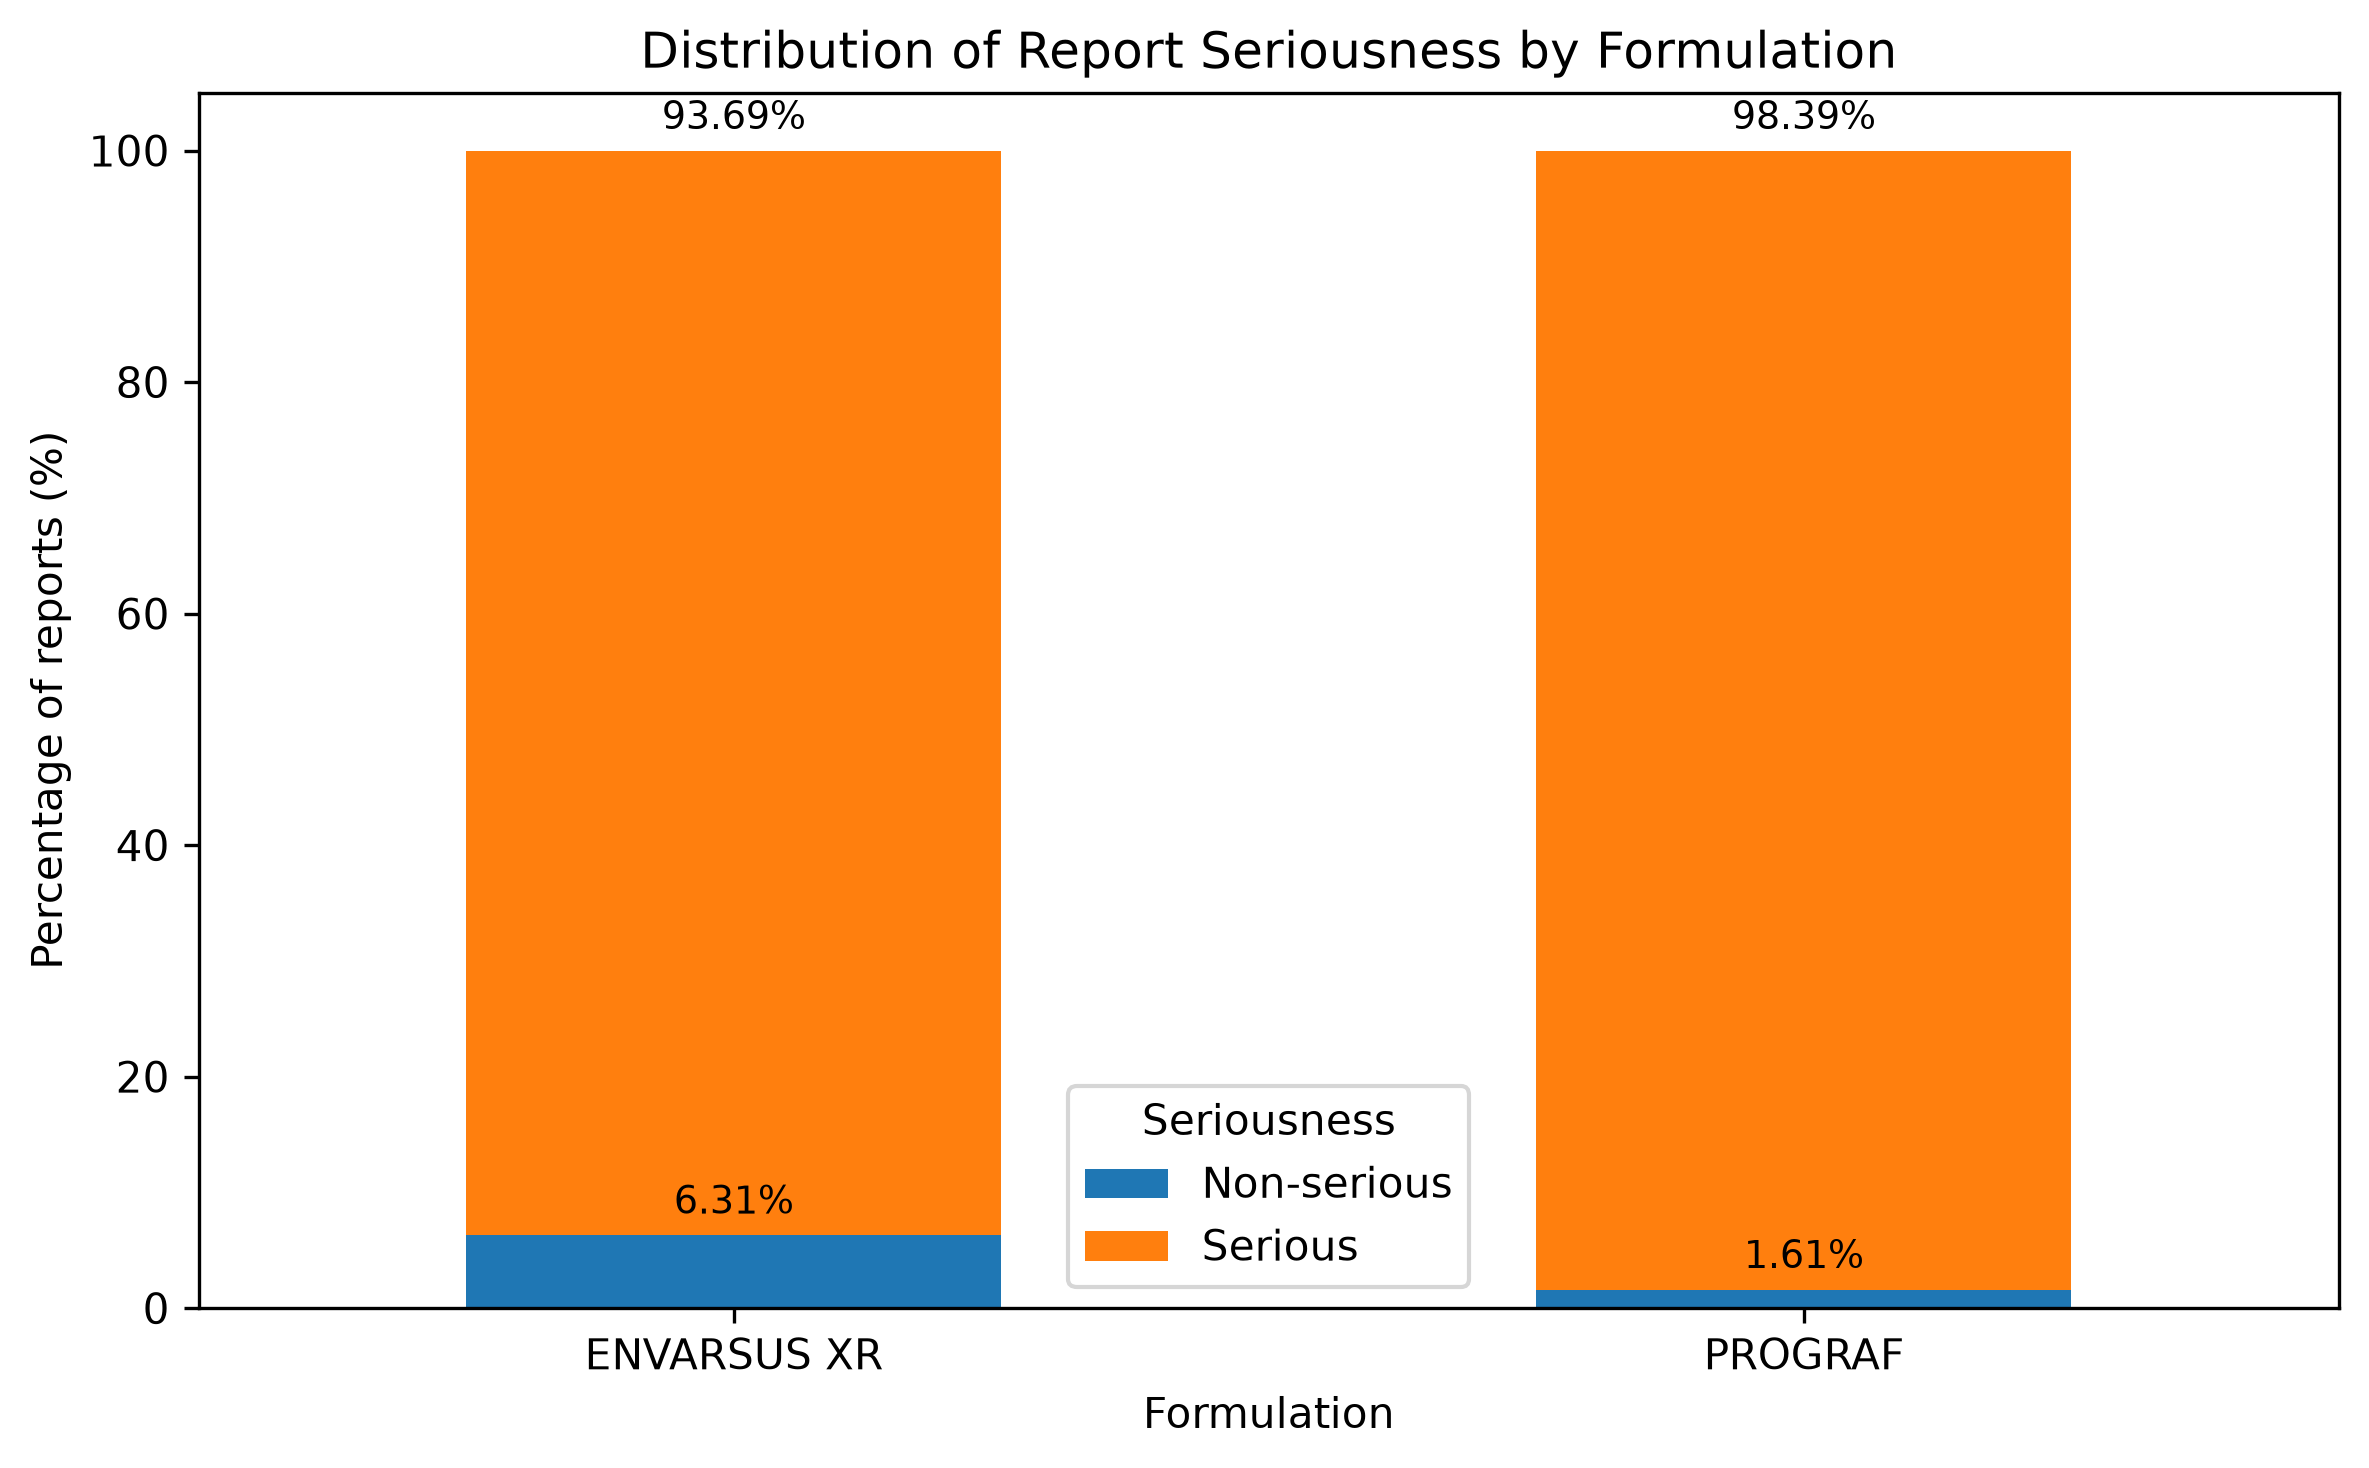 Distribution of Report Seriousness by Formulation
93.69%
98.39%
100
80
60
40
20
0
Percentage of reports (%)
6.31%
1.61%
Seriousness
Non-serious
Serious
ENVARSUS XR
PROGRAF
Formulation